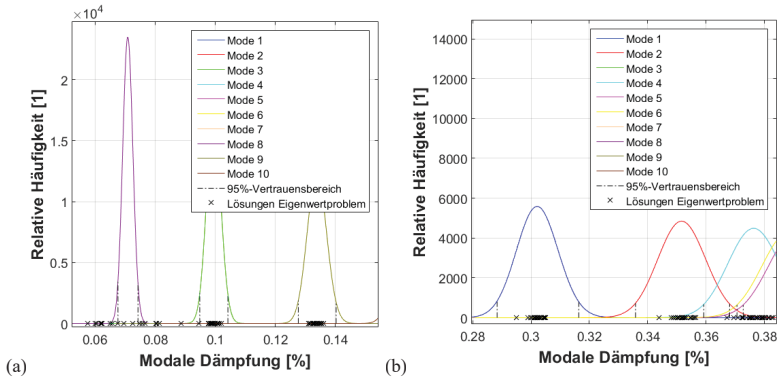 ×10⁴
2
1.5
1
0.5
0
0.06
0.08
0.1
0.12
0.14
Relative Häufigkeit [1]
Modale Dämpfung [%]
Mode 1
Mode 2
Mode 3
Mode 4
Mode 5
Mode 6
Mode 7
Mode 8
Mode 9
Mode 10
95%-Vertrauensbereich
Lösungen Eigenwertproblem
(a)
14000
12000
10000
8000
6000
4000
2000
0
0.28
0.3
0.32
0.34
0.36
0.38
Relative Häufigkeit [1]
Modale Dämpfung [%]
Mode 1
Mode 2
Mode 3
Mode 4
Mode 5
Mode 6
Mode 7
Mode 8
Mode 9
Mode 10
95%-Vertrauensbereich
Lösungen Eigenwertproblem
(b)